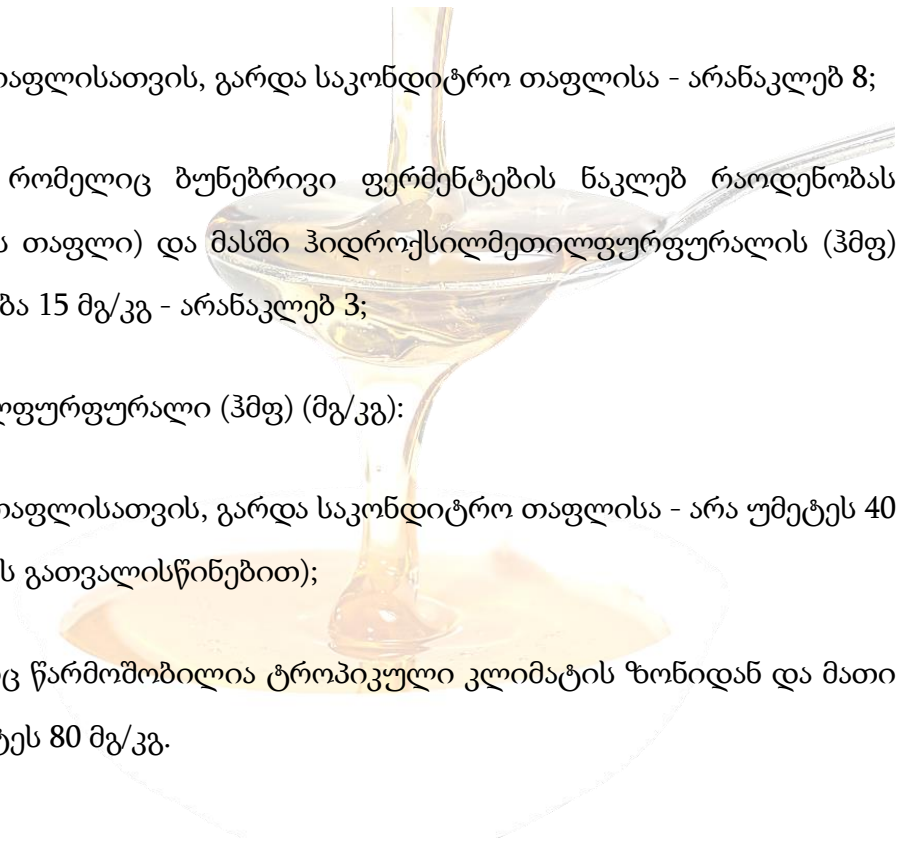 თაფლისათვის, გარდა საკონდიტრო თაფლისა - არანაკლებ 8;
რომელიც ბუნებრივი ფერმენტების ნაკლებ რაოდენობას
თაფლი) და მასში ჰიდროქსილმეთილფურფურალის (ჰმფ)
15 მგ/კგ - არანაკლებ 3;
ლფურფურალი (ჰმფ) (მგ/კგ):
თაფლისათვის, გარდა საკონდიტრო თაფლისა - არა უმეტეს 40
გათვალისწინებით);
წარმოშობილია ტროპიკული კლიმატის ზონიდან და მათი
80 მგ/კგ.